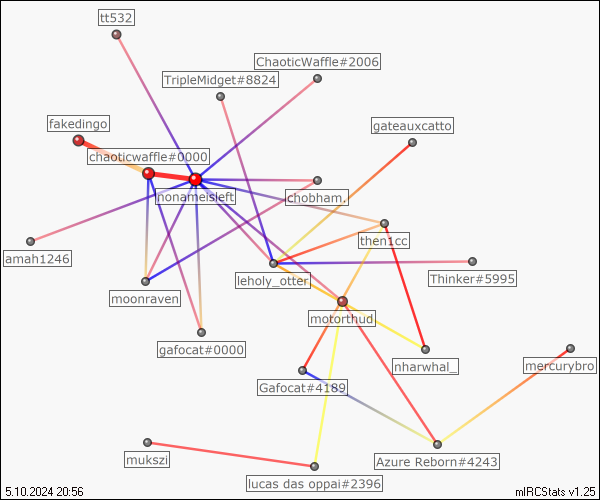 tt532
ChaoticWaffle#2006
TripleMidget#8824
fakedingo
gateauxcatto
chaoticwaffle#0000
nonameisleft
chobham.
then1cc
amah1246
leholy_otter
Thinker#5995
moonraven
motorthud
gafocat#0000
nharwhal_
mercurybro
Gafocat#4189
mukszi
Azure Reborn#4243
lucas das oppai#2396
5.10.2024 20:56
mIRCStats v1.25